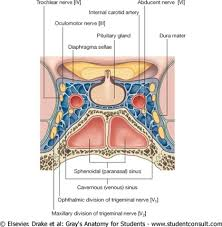 Trochlear nerve [IV]
Abducent nerve [VI]
Internal carotid artery
Oculomotor nerve [III]
Pituitary gland
Dura mater
Diaphragma sellae
Sphenoidal (paranasal) sinus
Cavernous (venous) sinus
Ophthalmic division of trigeminal nerve [V₁]
Maxillary division of trigeminal nerve [V₂]
© Elsevier. Drake et al: Gray's Anatomy for Students - www.studentconsult.com